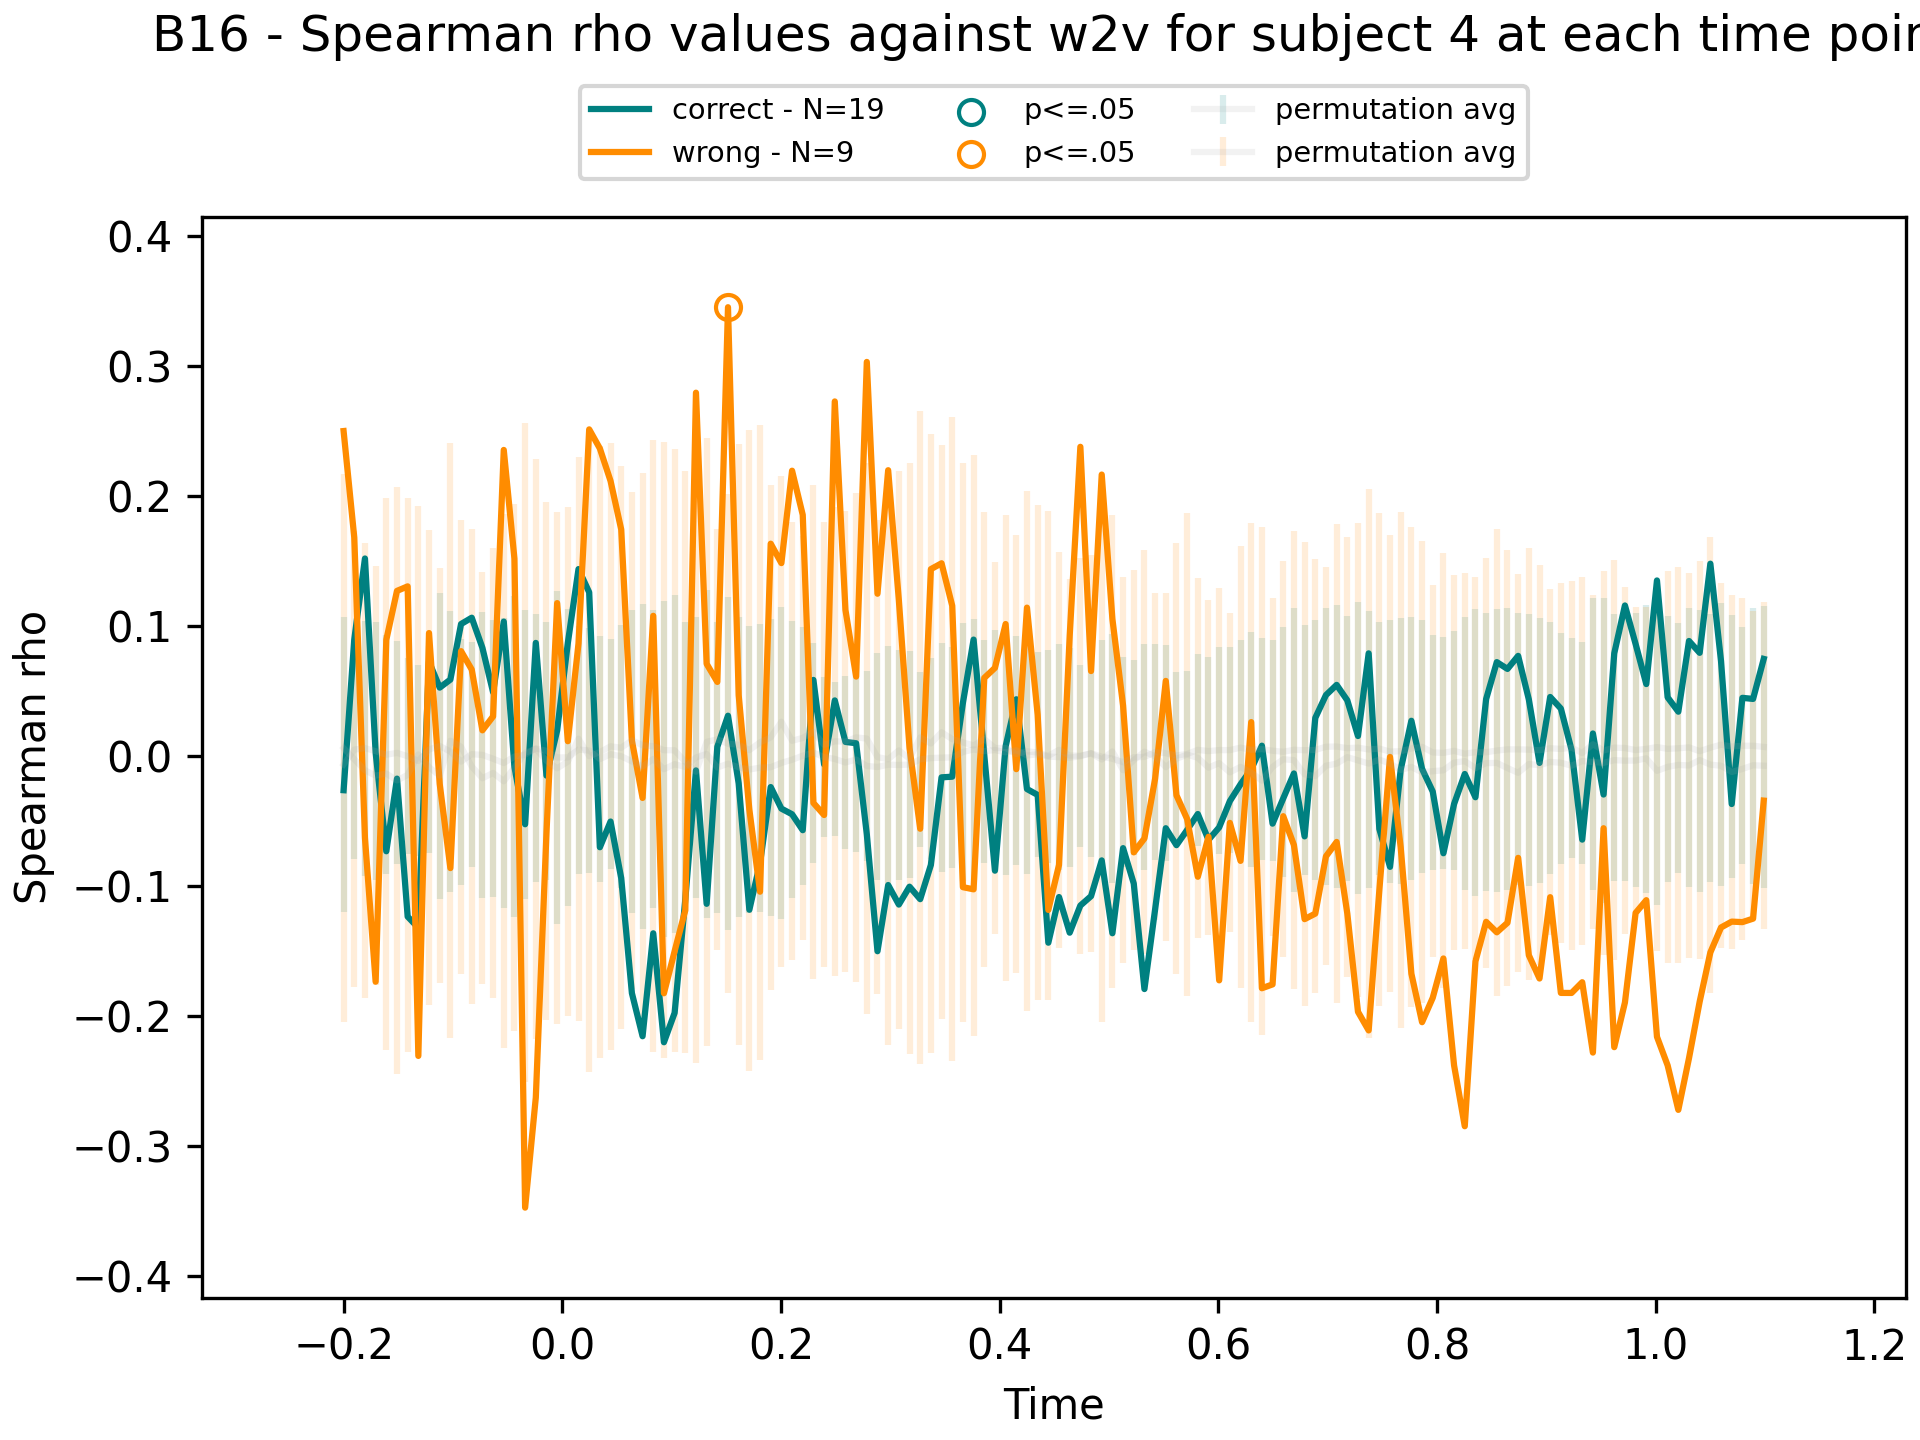 B16 - Spearman rho values against w2v for subject 4 at each time poin
correct - N=19
wrong - N=9
p<=.05
p<=.05
permutation avg
permutation avg
Spearman rho
0.4
0.3
0.2
0.1
0.0
−0.1
−0.2
−0.3
−0.4
−0.2 0.0 0.2 0.4 0.6 0.8 1.0 1.2
Time